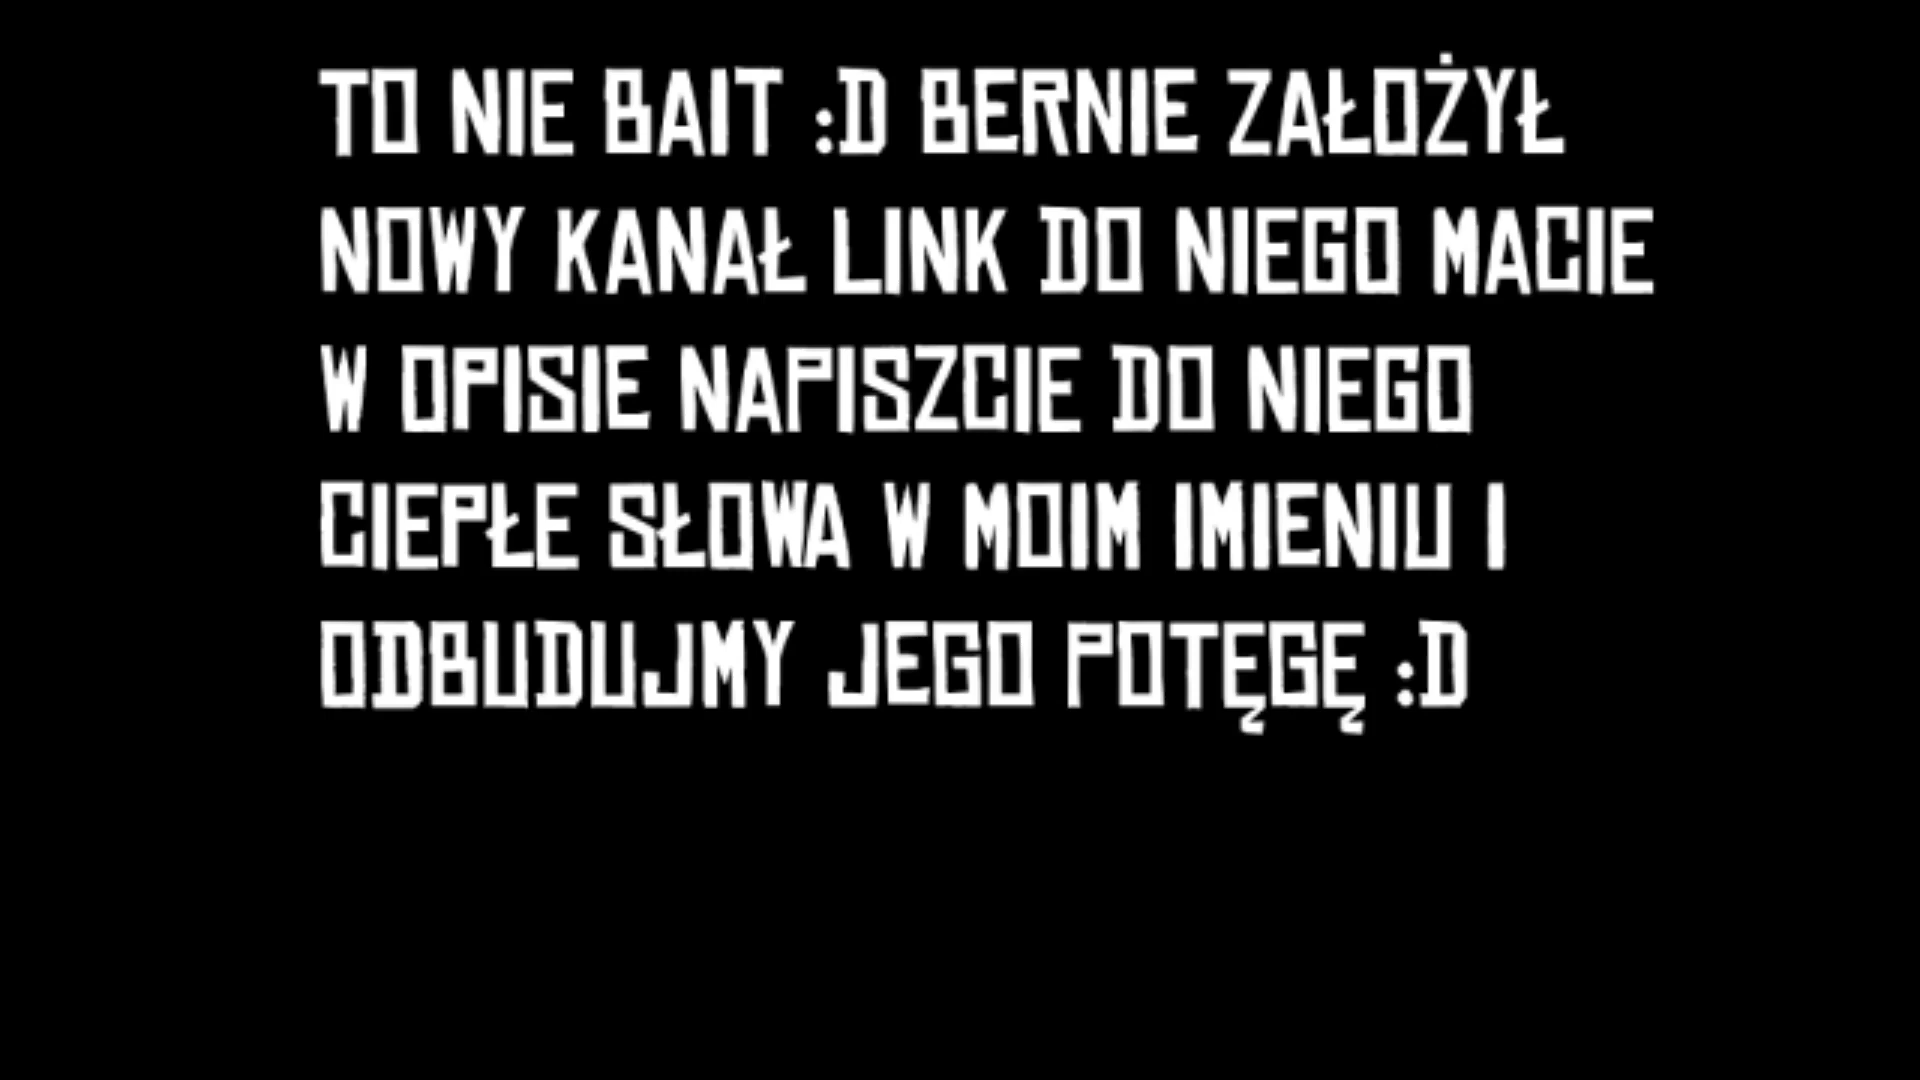 TO NIE BAIT :D BERNIE ZAŁOŻYŁ
NOWY KANAŁ LINK DO NIEGO MACIE
W OPISIE NAPISZCIE DO NIEGO
CIEPŁE SŁOWA W MOIM IMIENIU I
ODBUDUJMY JEGO POTĘGĘ :D